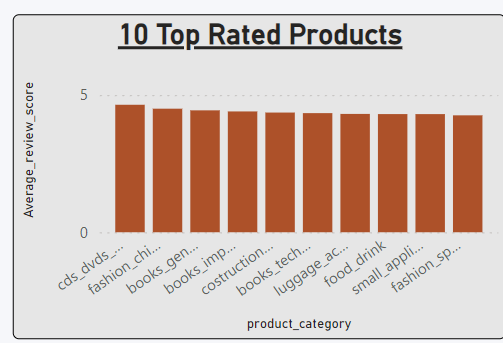 10 Top Rated Products
Average_review_score
5
0
cds_dvds_...
fashion_chi...
books_gen...
books_imp...
costruction...
books_tech...
luggage_ac...
food_drink
small_appli...
fashion_sp...
product_category